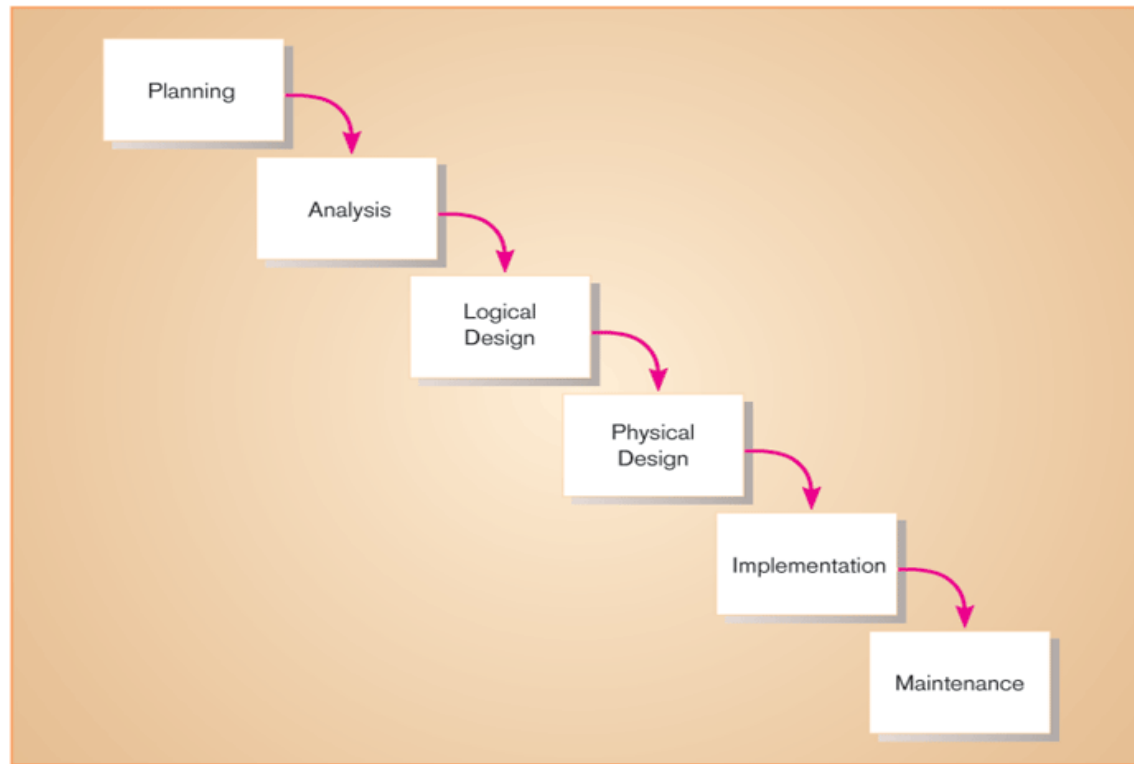 Planning
Analysis
Logical
Design
Physical
Design
Implementation
Maintenance